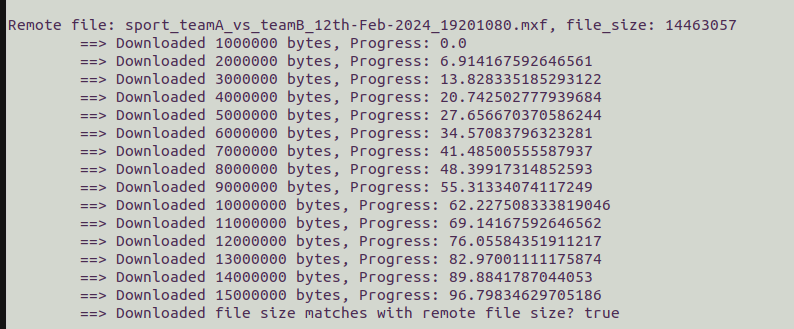 Remote file: sport_teamA_vs_teamB_12th-Feb-2024_19201080.mxf, file_size: 14463057
==> Downloaded 1000000 bytes, Progress: 0.0
==> Downloaded 2000000 bytes, Progress: 6.914167592646561
==> Downloaded 3000000 bytes, Progress: 13.828335185293122
==> Downloaded 4000000 bytes, Progress: 20.742502777939684
==> Downloaded 5000000 bytes, Progress: 27.656670370586244
==> Downloaded 6000000 bytes, Progress: 34.57083796323281
==> Downloaded 7000000 bytes, Progress: 41.48500555587937
==> Downloaded 8000000 bytes, Progress: 48.39917314852593
==> Downloaded 9000000 bytes, Progress: 55.31334074117249
==> Downloaded 10000000 bytes, Progress: 62.227508333819046
==> Downloaded 11000000 bytes, Progress: 69.14167592646562
==> Downloaded 12000000 bytes, Progress: 76.05584351911217
==> Downloaded 13000000 bytes, Progress: 82.97001111175874
==> Downloaded 14000000 bytes, Progress: 89.8841787044053
==> Downloaded 15000000 bytes, Progress: 96.79834629705186
==> Downloaded file size matches with remote file size? true